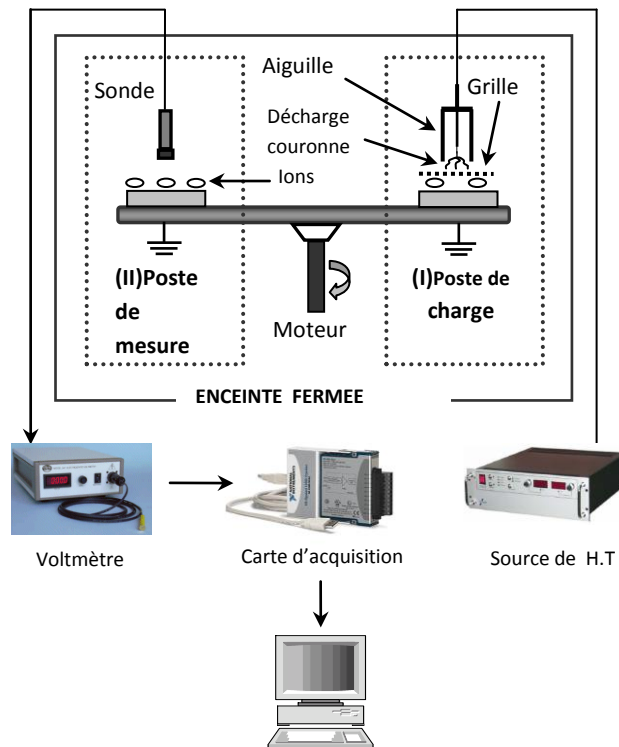 Sonde
Aiguille
Grille
Décharge
couronne
Ions
(II)Poste
de
mesure
Moteur
(I)Poste de
charge
ENCEINTE FERMEE
Voltmètre
Carte d'acquisition
Source de H.T